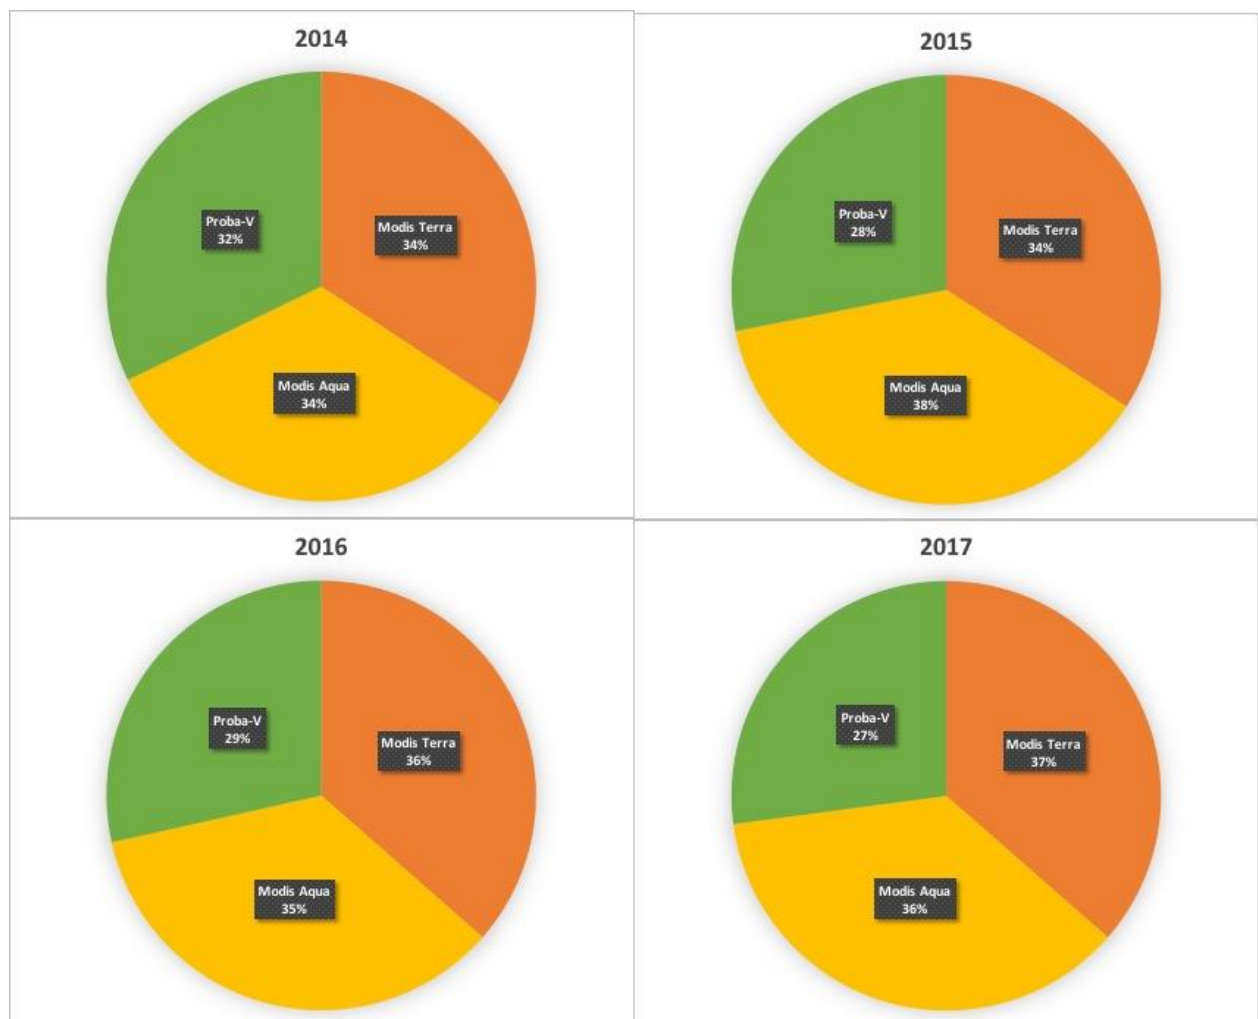 2014
Proba-V
32%
Modis Terra
34%
Modis Aqua
34%
2015
Proba-V
28%
Modis Terra
34%
Modis Aqua
38%
2016
Proba-V
29%
Modis Terra
36%
Modis Aqua
35%
2017
Proba-V
27%
Modis Terra
37%
Modis Aqua
36%